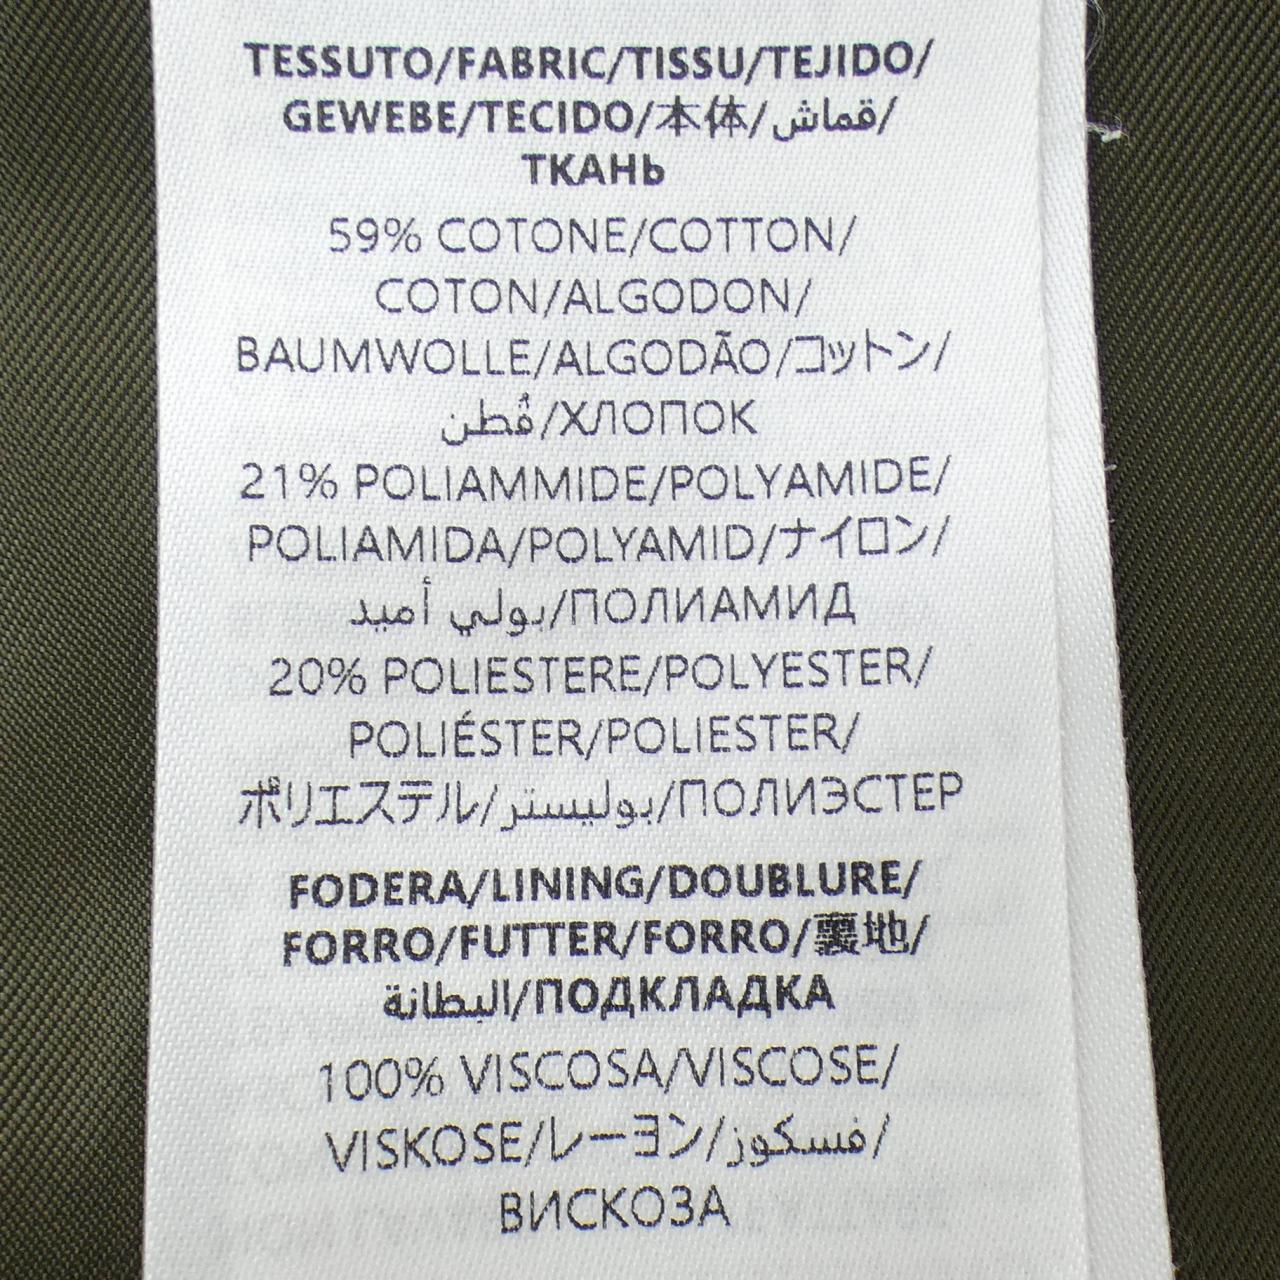 TESSUTO/FABRIC/TISSU/TEJIDO/
GEWEBE/TECIDO/本体/قماش/
ТКАНЬ
59% COTONE/COTTON/
COTON/ALGODON/
BAUMWOLLE/ALGODÃO/コットン/
قُطن/ХЛОПОК
21% POLIAMMIDE/POLYAMIDE/
POLIAMIDA/POLYAMID/ナイロン/
بولي أميد/ПОЛИАМИД
20% POLIESTERE/POLYESTER/
POLIÉSTER/POLIESTER/
ポリエステル/بوليستر/ПОЛИЭСТЕР
FODERA/LINING/DOUBLURE/
FORRO/FUTTER/FORRO/裏地/
البطانة/ПОДКЛАДКА
100% VISCOSA/VISCOSE/
VISKOSE/レーヨン/فسكوز/
ВИСКОЗА